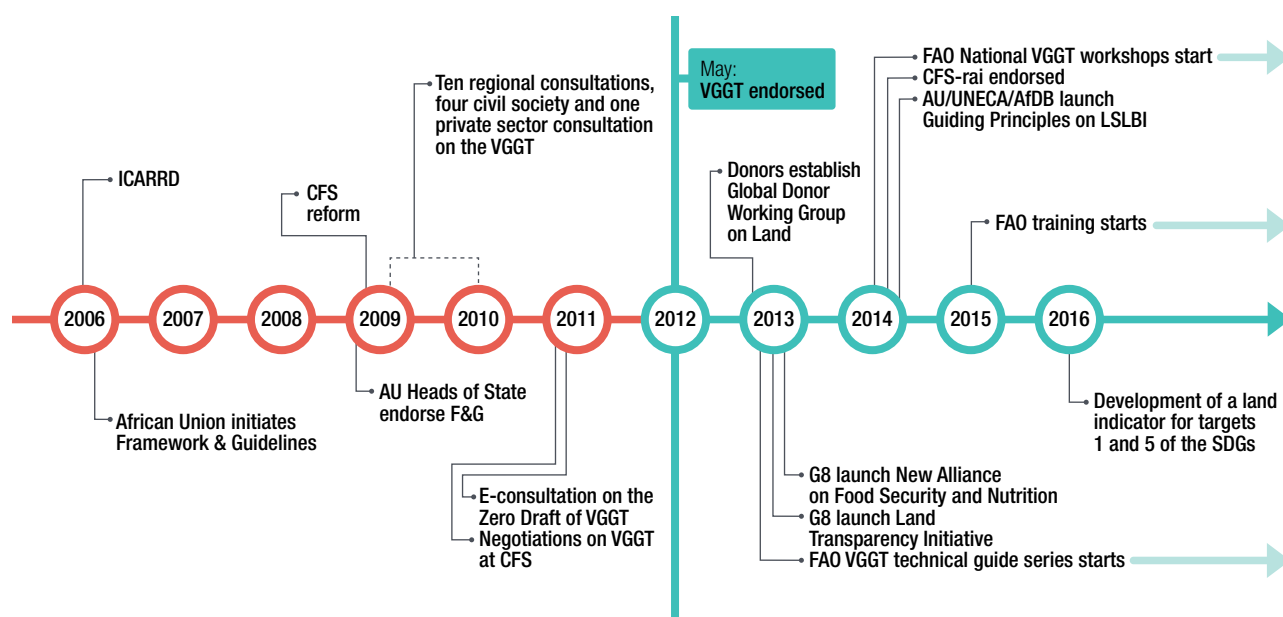 Ten regional consultations,
four civil society and one
private sector consultation
on the VGGT
ICARRD
CFS
reform
May:
VGGT endorsed
FAO National VGGT workshops start
CFS-rai endorsed
AU/UNECA/AfDB launch
Guiding Principles on LSLBI
Donors establish
Global Donor
Working Group
on Land
FAO training starts
2006
2007
2008
2009
2010
2011
2012
2013
2014
2015
2016
African Union initiates
Framework & Guidelines
AU Heads of State
endorse F&G
E-consultation on the
Zero Draft of VGGT
Negotiations on VGGT
at CFS
G8 launch New Alliance
on Food Security and Nutrition
G8 launch Land
Transparency Initiative
FAO VGGT technical guide series starts
Development of a land
indicator for targets
1 and 5 of the SDGs